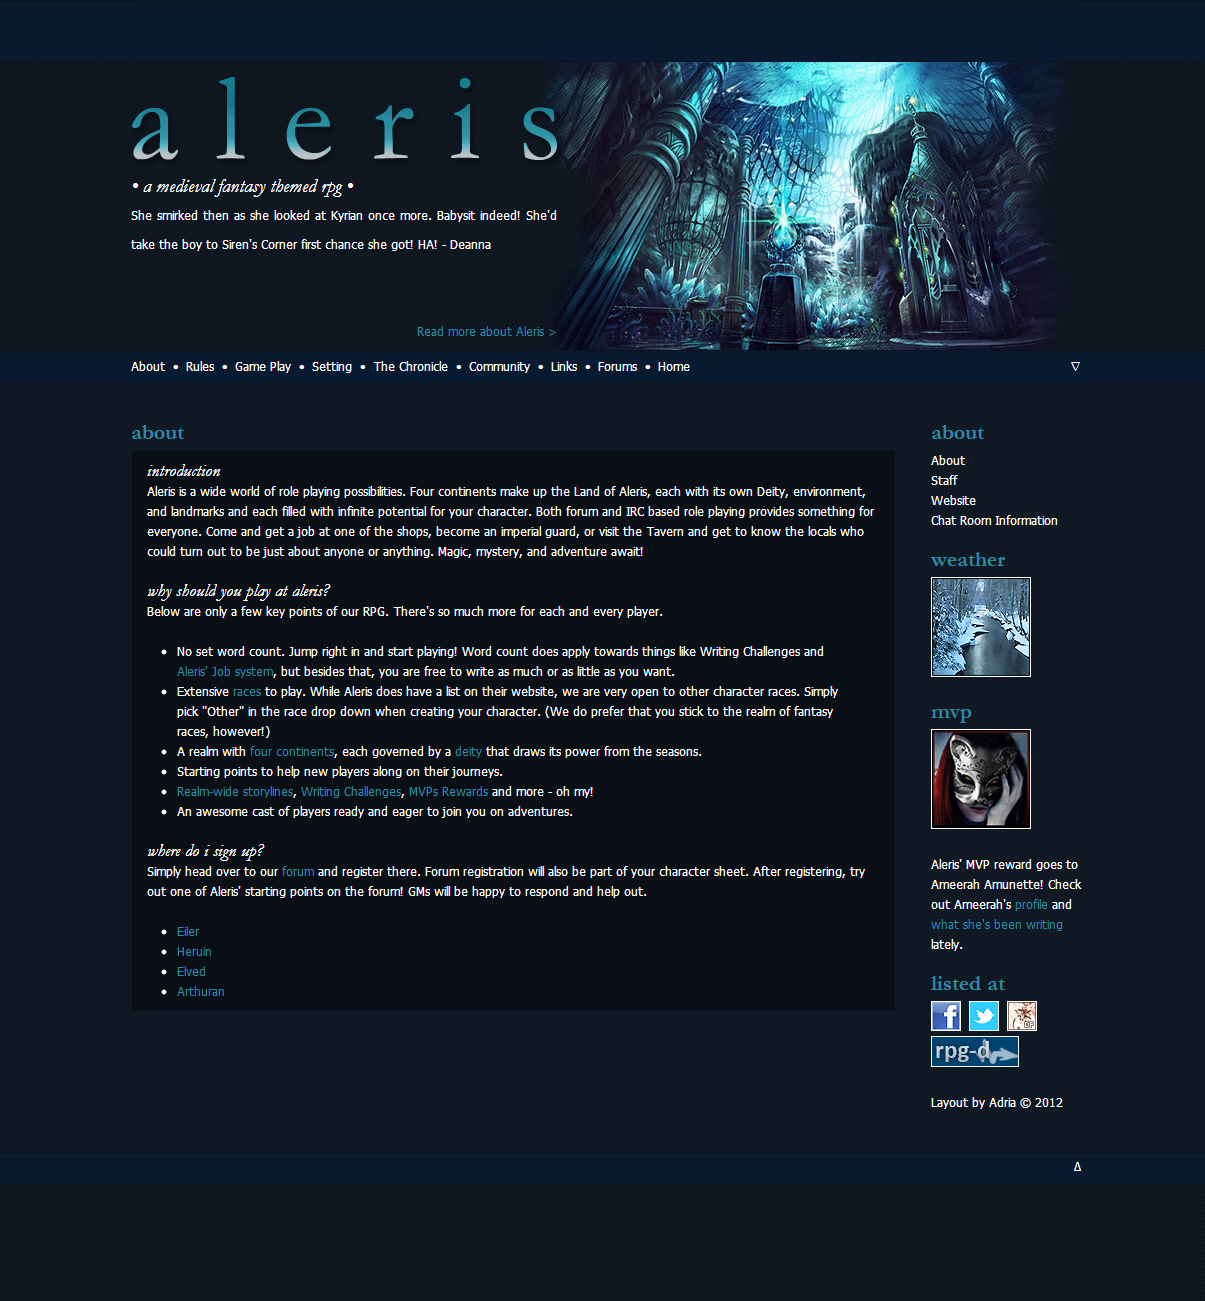 aleris
• a medieval fantasy themed rpg •
She smirked then as she looked at Kyrian once more. Babysit indeed! She'd
take the boy to Siren's Corner first chance she got! HA! - Deanna
Read more about Aleris >
About • Rules • Game Play • Setting • The Chronicle • Community • Links • Forums • Home ∇
about
introduction
Aleris is a wide world of role playing possibilities. Four continents make up the Land of Aleris, each with its own Deity, environment,
and landmarks and each filled with infinite potential for your character. Both forum and IRC based role playing provides something for
everyone. Come and get a job at one of the shops, become an imperial guard, or visit the Tavern and get to know the locals who
could turn out to be just about anyone or anything. Magic, mystery, and adventure await!
why should you play at aleris?
Below are only a few key points of our RPG. There's so much more for each and every player.
• No set word count. Jump right in and start playing! Word count does apply towards things like Writing Challenges and
Aleris' Job system, but besides that, you are free to write as much or as little as you want.
• Extensive races to play. While Aleris does have a list on their website, we are very open to other character races. Simply
pick "Other" in the race drop down when creating your character. (We do prefer that you stick to the realm of fantasy
races, however!)
• A realm with four continents, each governed by a deity that draws its power from the seasons.
• Starting points to help new players along on their journeys.
• Realm-wide storylines, Writing Challenges, MVPs Rewards and more - oh my!
• An awesome cast of players ready and eager to join you on adventures.
where do i sign up?
Simply head over to our forum and register there. Forum registration will also be part of your character sheet. After registering, try
out one of Aleris' starting points on the forum! GMs will be happy to respond and help out.
• Eiler
• Heruin
• Elved
• Arthuran
about
About
Staff
Website
Chat Room Information
weather
mvp
Aleris' MVP reward goes to
Ameerah Amunette! Check
out Ameerah's profile and
what she's been writing
lately.
listed at
f DP
rpg-d
Layout by Adria © 2012
Δ